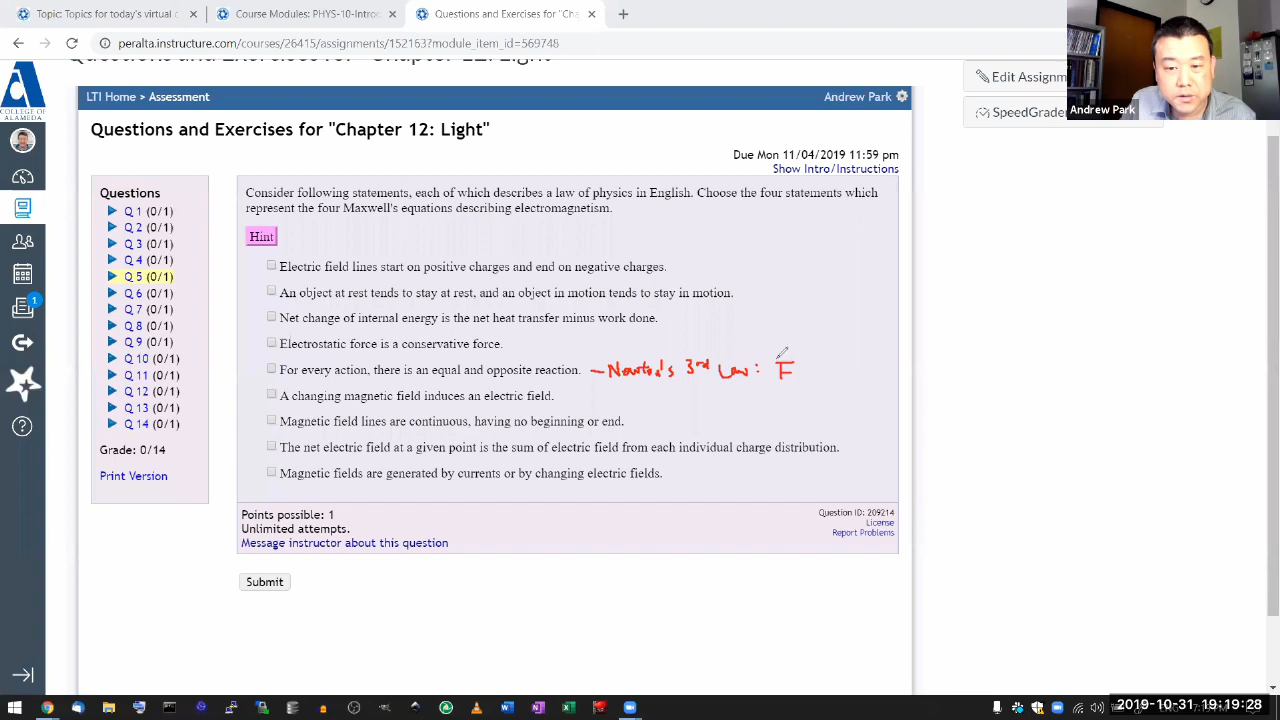 Topic: Topics for today's virtual c
Course Modules: PHYS-10-Introd
Questions and Exercises for "Cha
peralta.instructure.com/courses/26415/assignments/152163?module_item_id=569748
Questions and Exercises for "Chapter 12: Light"
Edit Assignm
SpeedGrader
Andrew Park
COLLEGE OF
ALAMEDA
LTI Home > Assessment
Andrew Park
Questions and Exercises for "Chapter 12: Light"
Due Mon 11/04/2019 11:59 pm
Show Intro/Instructions
Questions
Q 1 (0/1)
Q 2 (0/1)
Q 3 (0/1)
Q 4 (0/1)
Q 5 (0/1)
Q 6 (0/1)
Q 7 (0/1)
Q 8 (0/1)
Q 9 (0/1)
Q 10 (0/1)
Q 11 (0/1)
Q 12 (0/1)
Q 13 (0/1)
Q 14 (0/1)
Grade: 0/14
Print Version
1
Consider following statements, each of which describes a law of physics in English. Choose the four statements which
represent the four Maxwell's equations describing electromagnetism.
Hint
Electric field lines start on positive charges and end on negative charges.
An object at rest tends to stay at rest, and an object in motion tends to stay in motion.
Net change of internal energy is the net heat transfer minus work done.
Electrostatic force is a conservative force.
For every action, there is an equal and opposite reaction. — Newton's 3rd Law: F
A changing magnetic field induces an electric field.
Magnetic field lines are continuous, having no beginning or end.
The net electric field at a given point is the sum of electric field from each individual charge distribution.
Magnetic fields are generated by currents or by changing electric fields.
Points possible: 1
Unlimited attempts.
Message instructor about this question
Question ID: 209214
License
Report Problems
Submit
2019-10-31 19:19:28